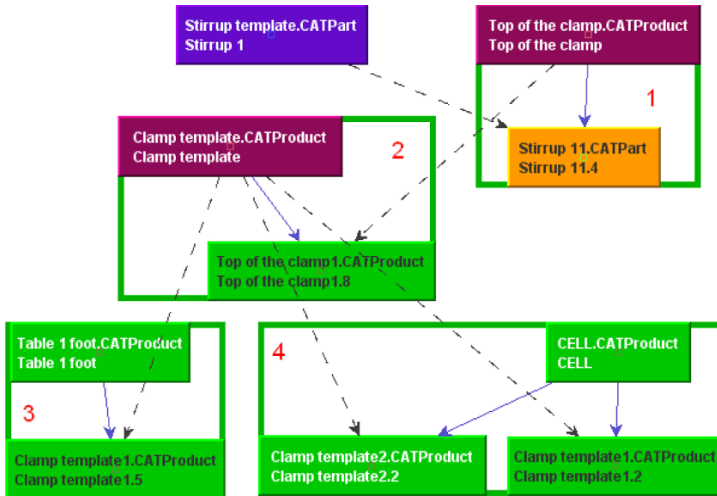 Stirrup template.CATPart
Stirrup 1
Top of the clamp.CATProduct
Top of the clamp
1
Clamp template.CATProduct
Clamp template
2
Stirrup 11.CATPart
Stirrup 11.4
Top of the clamp1.CATProduct
Top of the clamp1.8
Table 1 foot.CATProduct
Table 1 foot
4
CELL.CATProduct
CELL
3
Clamp template1.CATProduct
Clamp template1.5
Clamp template2.CATProduct
Clamp template2.2
Clamp template1.CATProduct
Clamp template1.2